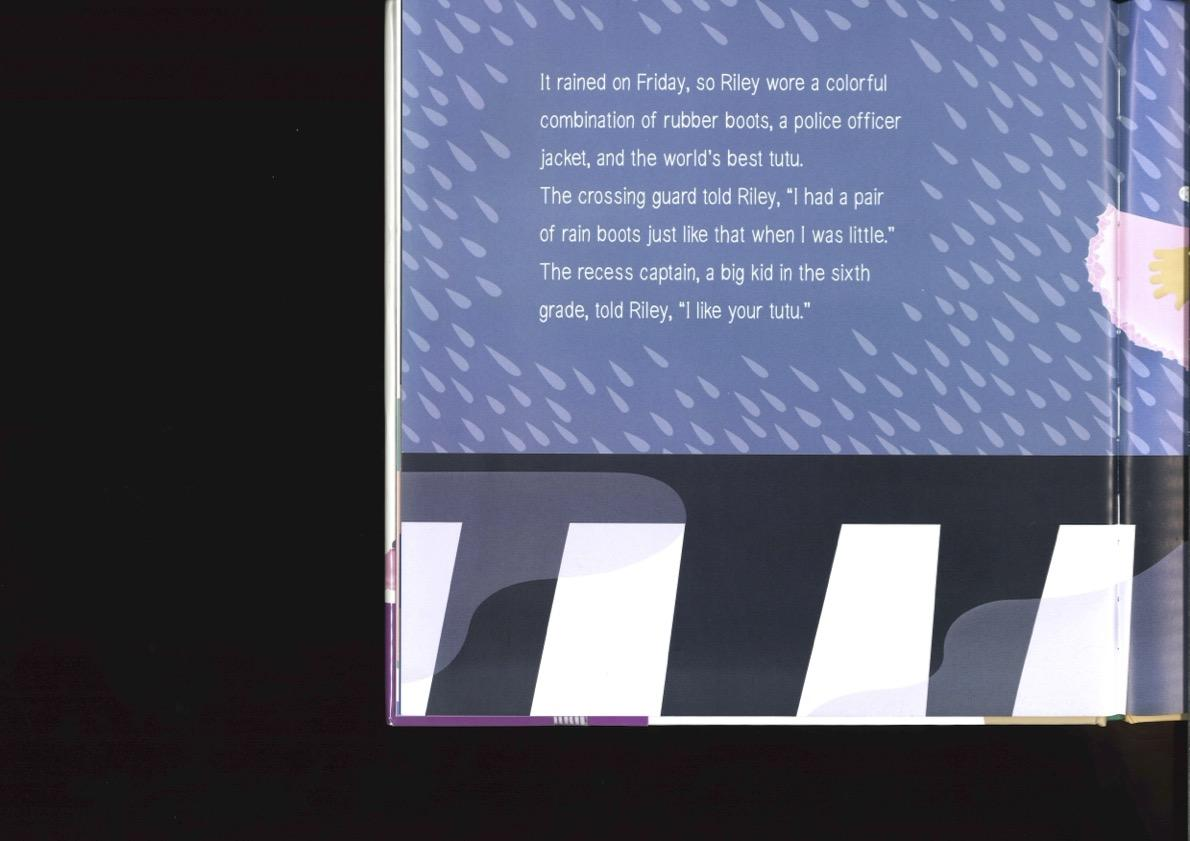 It rained on Friday, so Riley wore a colorful
combination of rubber boots, a police officer
jacket, and the world's best tutu.
The crossing guard told Riley, “I had a pair
of rain boots just like that when I was little.”
The recess captain, a big kid in the sixth
grade, told Riley, “I like your tutu.”